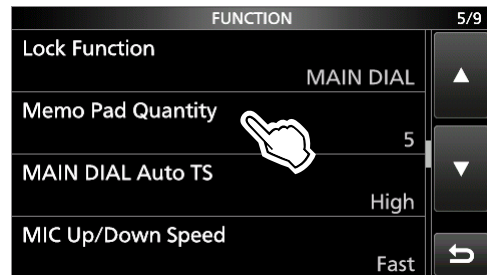 FUNCTION 5/9
Lock Function
MAIN DIAL
Memo Pad Quantity
5
MAIN DIAL Auto TS
High
MIC Up/Down Speed
Fast